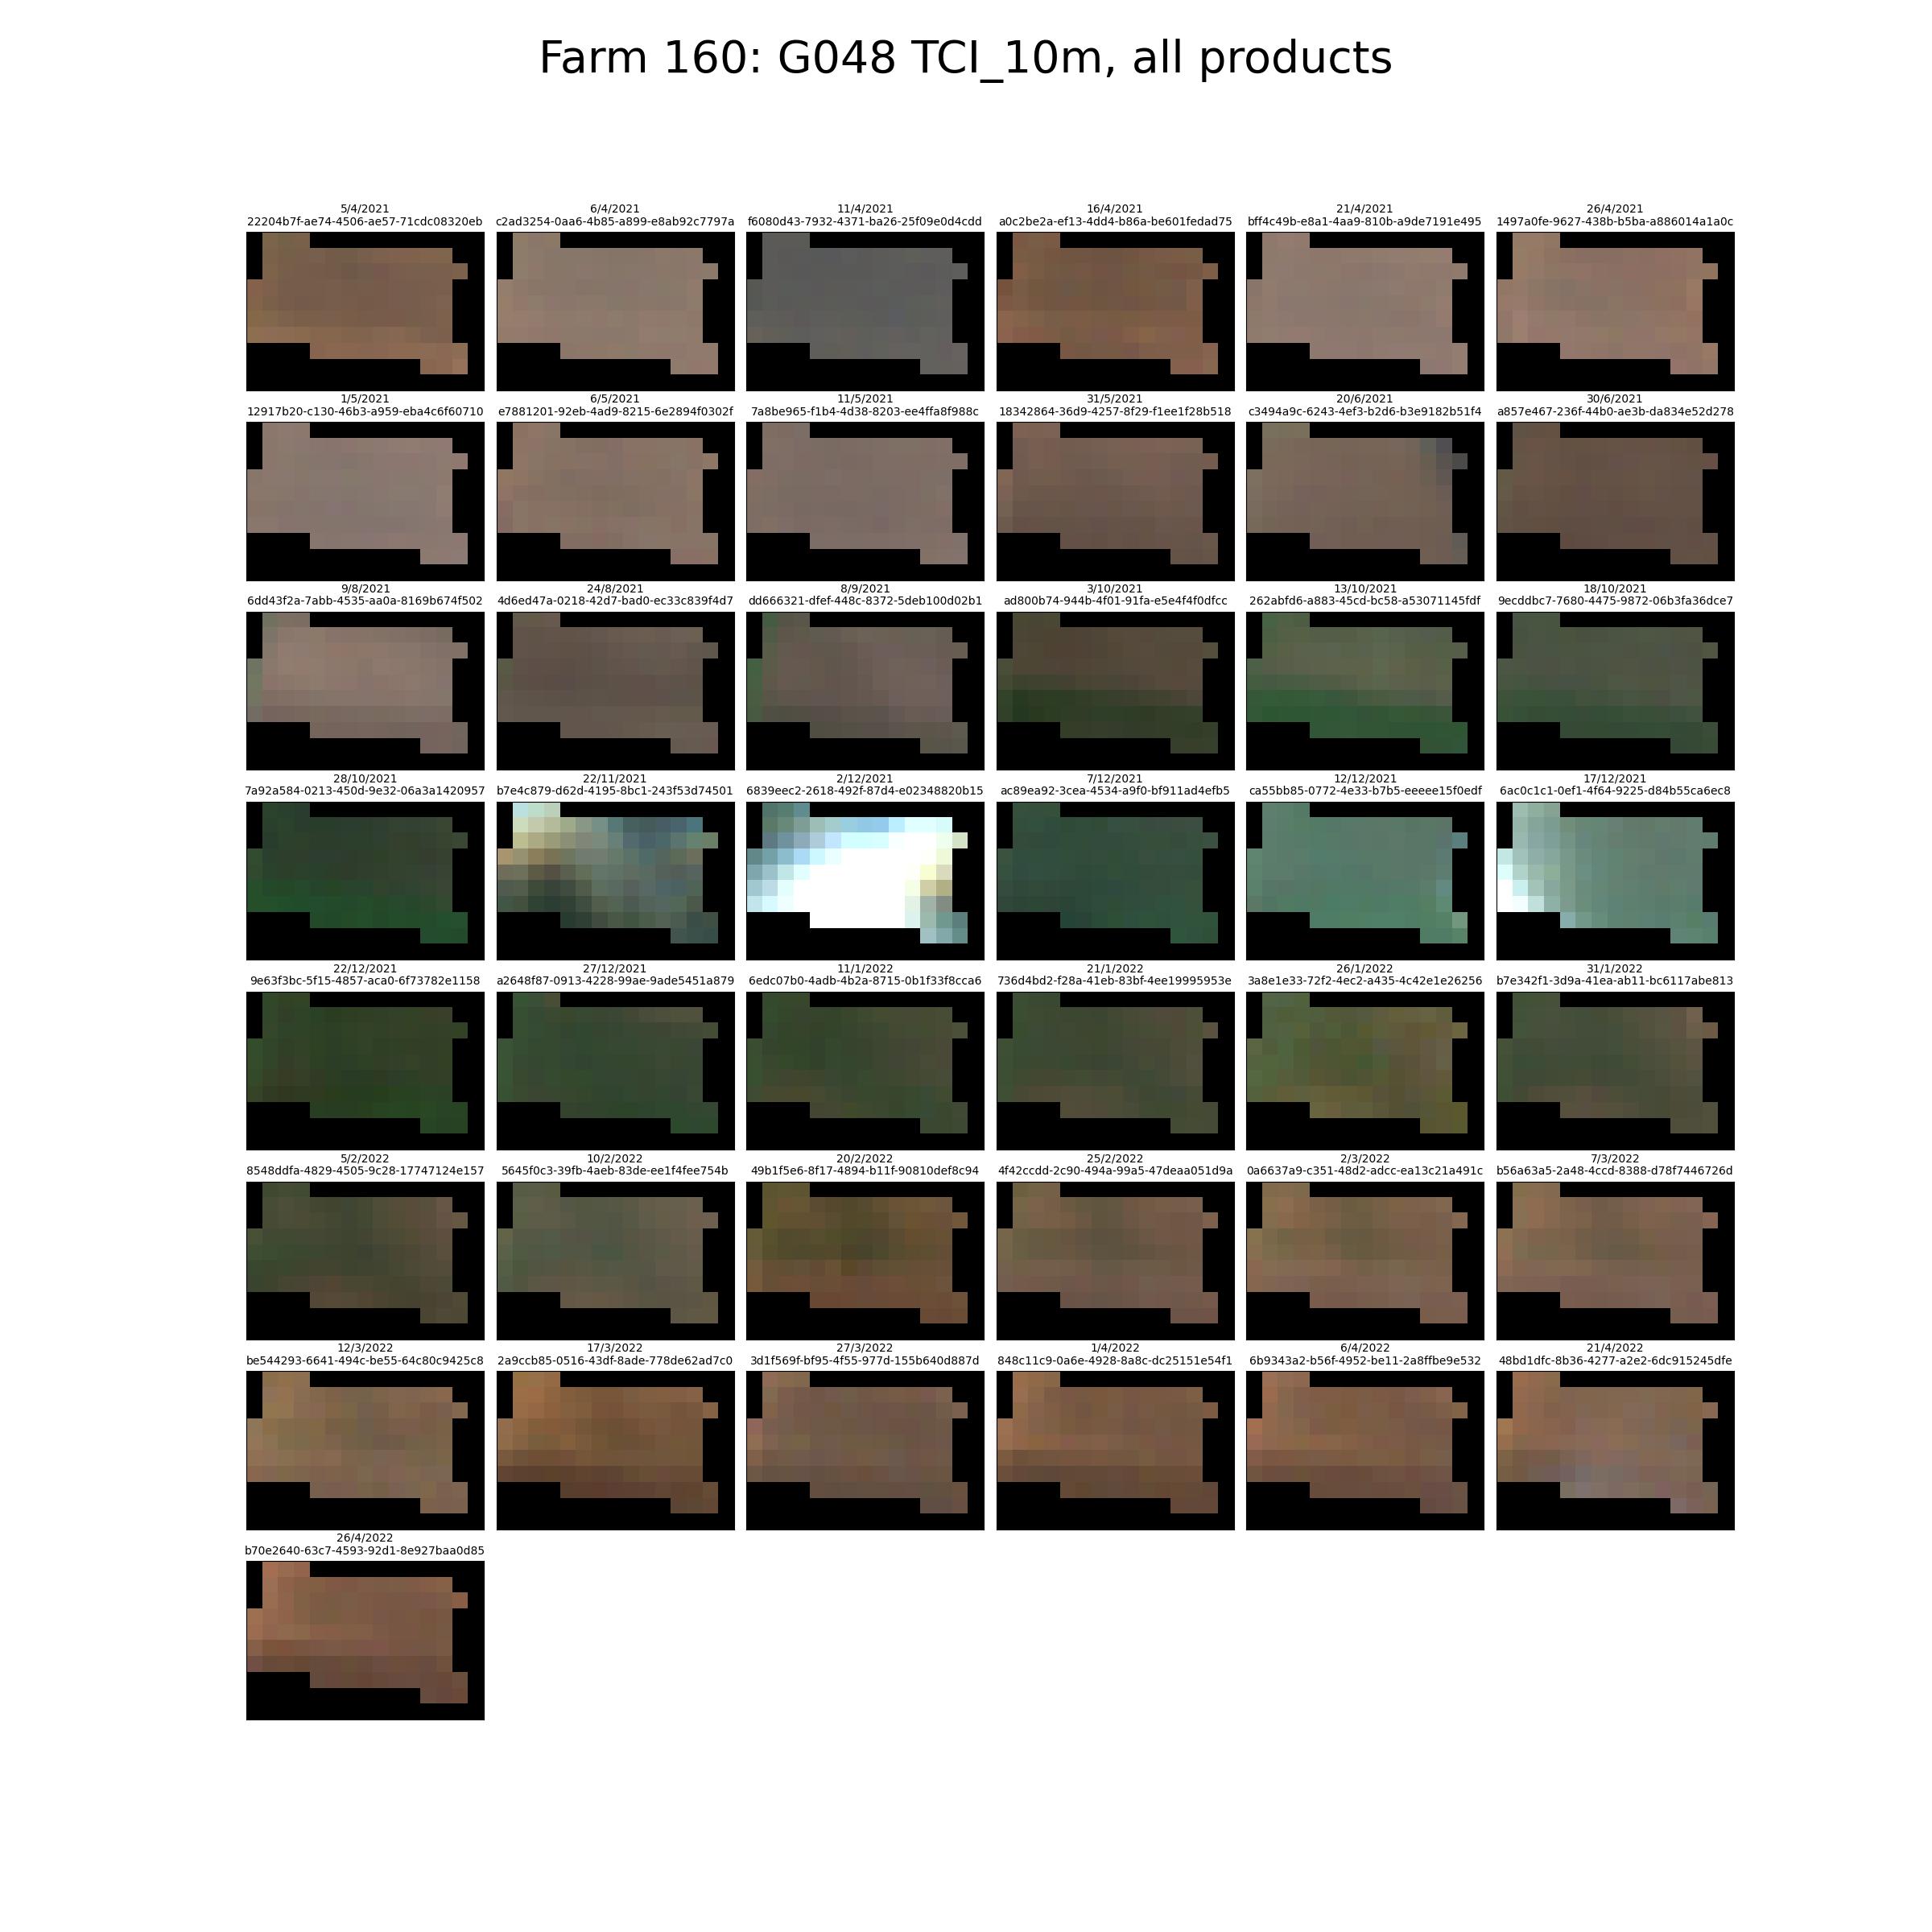 Farm 160: G048 TCI_10m, all products
5/4/2021
22204b7f-ae74-4506-ae57-71cdc08320eb
6/4/2021
c2ad3254-0aa6-4b85-a899-e8ab92c7797a
11/4/2021
f6080d43-7932-4371-ba26-25f09e0d4cdd
16/4/2021
a0c2be2a-ef13-4dd4-b86a-be601fedad75
21/4/2021
bff4c49b-e8a1-4aa9-810b-a9de7191e495
26/4/2021
1497a0fe-9627-438b-b5ba-a886014a1a0c
1/5/2021
12917b20-c130-46b3-a959-eba4c6f60710
6/5/2021
e7881201-92eb-4ad9-8215-6e2894f0302f
11/5/2021
7a8be965-f1b4-4d38-8203-ee4ffa8f988c
31/5/2021
18342864-36d9-4257-8f29-f1ee1f28b518
20/6/2021
c3494a9c-6243-4ef3-b2d6-b3e9182b51f4
30/6/2021
a857e467-236f-44b0-ae3b-da834e52d278
9/8/2021
6dd43f2a-7abb-4535-aa0a-8169b674f502
24/8/2021
4d6ed47a-0218-42d7-bad0-ec33c839f4d7
8/9/2021
dd666321-dfef-448c-8372-5deb100d02b1
3/10/2021
ad800b74-944b-4f01-91fa-e5e4f4f0dfcc
13/10/2021
262abfd6-a883-45cd-bc58-a53071145fdf
18/10/2021
9ecddbc7-7680-4475-9872-06b3fa36dce7
28/10/2021
7a92a584-0213-450d-9e32-06a3a1420957
22/11/2021
b7e4c879-d62d-4195-8bc1-243f53d74501
2/12/2021
6839eec2-2618-492f-87d4-e02348820b15
7/12/2021
ac89ea92-3cea-4534-a9f0-bf911ad4efb5
12/12/2021
ca55bb85-0772-4e33-b7b5-eeeee15f0edf
17/12/2021
6ac0c1c1-0ef1-4f64-9225-d84b55ca6ec8
22/12/2021
9e63f3bc-5f15-4857-aca0-6f73782e1158
27/12/2021
a2648f87-0913-4228-99ae-9ade5451a879
11/1/2022
6edc07b0-4adb-4b2a-8715-0b1f33f8cca6
21/1/2022
736d4bd2-f28a-41eb-83bf-4ee19995953e
26/1/2022
3a8e1e33-72f2-4ec2-a435-4c42e1e26256
31/1/2022
b7e342f1-3d9a-41ea-ab11-bc6117abe813
5/2/2022
8548ddfa-4829-4505-9c28-17747124e157
10/2/2022
5645f0c3-39fb-4aeb-83de-ee1f4fee754b
20/2/2022
49b1f5e6-8f17-4894-b11f-90810def8c94
25/2/2022
4f42ccdd-2c90-494a-99a5-47deaa051d9a
2/3/2022
0a6637a9-c351-48d2-adcc-ea13c21a491c
7/3/2022
b56a63a5-2a48-4ccd-8388-d78f7446726d
12/3/2022
be544293-6641-494c-be55-64c80c9425c8
17/3/2022
2a9ccb85-0516-43df-8ade-778de62ad7c0
27/3/2022
3d1f569f-bf95-4f55-977d-155b640d887d
1/4/2022
848c11c9-0a6e-4928-8a8c-dc25151e54f1
6/4/2022
6b9343a2-b56f-4952-be11-2a8ffbe9e532
21/4/2022
48bd1dfc-8b36-4277-a2e2-6dc915245dfe
26/4/2022
b70e2640-63c7-4593-92d1-8e927baa0d85